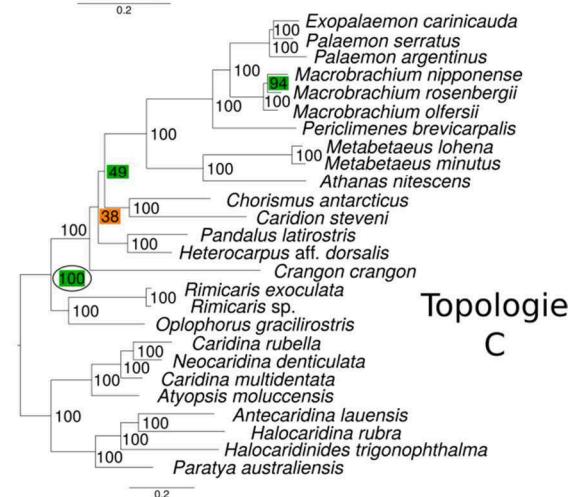 0.2
Exopalaemon carinicauda
100
Palaemon serratus
100
Palaemon argentinus
100
Macrobrachium nipponense
94
Macrobrachium rosenbergii
100
100
Macrobrachium olfersii
Periclimenes brevicarpalis
100
Metabetaeus lohena
100
Metabetaeus minutus
100
Athanas nitescens
49
Chorismus antarcticus
100
38
Caridion steveni
100
Pandalus latirostris
100
Heterocarpus aff. dorsalis
Crangon crangon
100
Rimicaris exoculata
100
Rimicaris sp.
100
Oplophorus gracilirostris
Topologie
C
Caridina rubella
100
Neocaridina denticulata
100
Caridina multidentata
100
Atyopsis moluccensis
100
Antecaridina lauensis
100
Halocaridina rubra
100
Halocaridinides trigonophthalma
100
Paratya australiensis
0.2